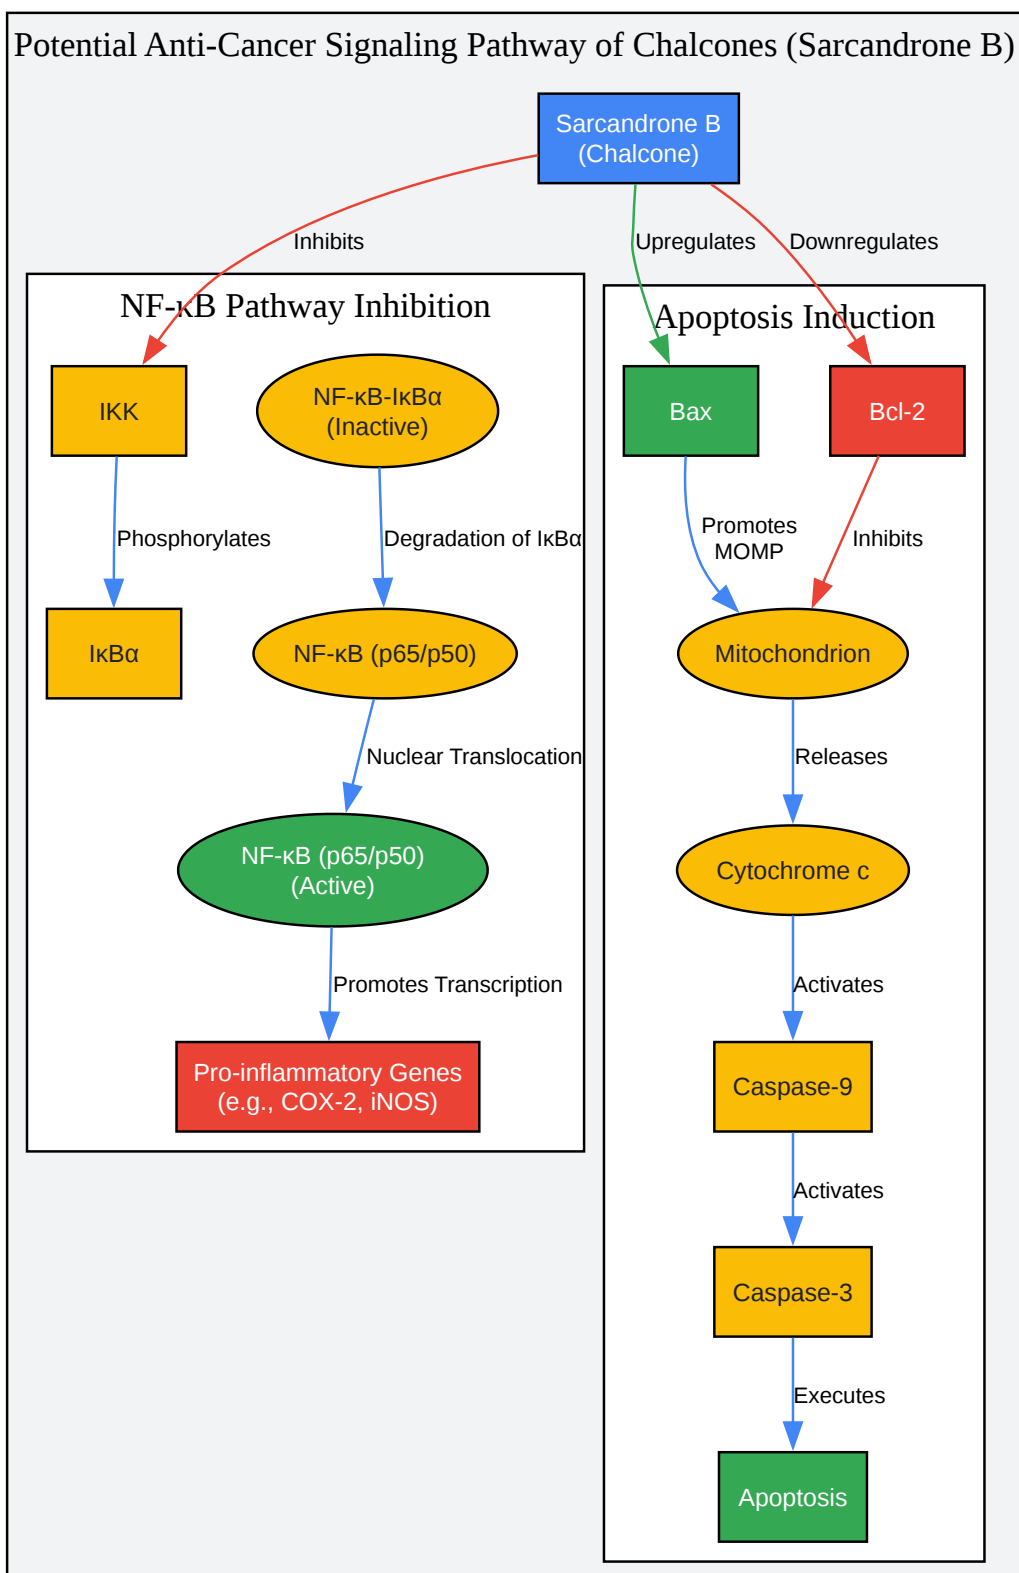 Potential Anti-Cancer Signaling Pathway of Chalcones (Sarcandrone B)
Sarcandrone B
(Chalcone)
Inhibits
Upregulates
Downregulates
NF-κB Pathway Inhibition
IKK
NF-κB-IκBα
(Inactive)
Phosphorylates
Degradation of IκBα
IκBα
NF-κB (p65/p50)
Nuclear Translocation
NF-κB (p65/p50)
(Active)
Promotes Transcription
Pro-inflammatory Genes
(e.g., COX-2, iNOS)
Apoptosis Induction
Bax
Bcl-2
Promotes
MOMP
Inhibits
Mitochondrion
Releases
Cytochrome c
Activates
Caspase-9
Activates
Caspase-3
Executes
Apoptosis